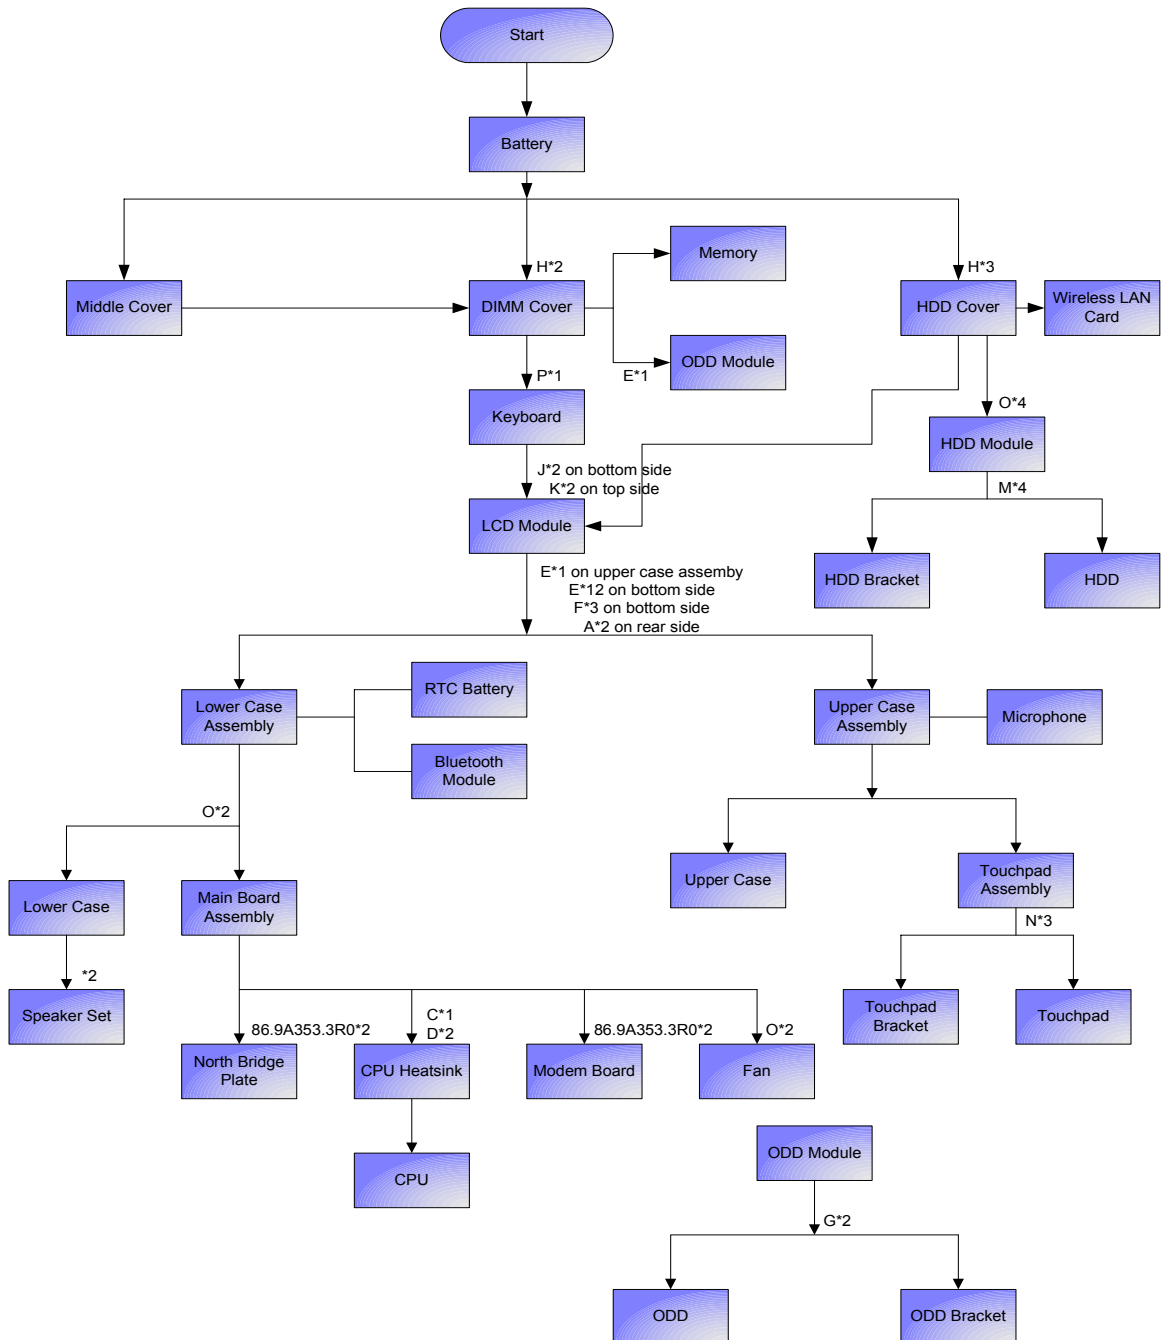 Start
Battery
Memory
H*2
H*3
Middle Cover
DIMM Cover
HDD Cover
Wireless LAN
Card
ODD Module
P*1
E*1
Keyboard
O*4
HDD Module
J*2 on bottom side
K*2 on top side
M*4
LCD Module
E*1 on upper case assemby
E*12 on bottom side
F*3 on bottom side
A*2 on rear side
HDD Bracket
HDD
RTC Battery
Lower Case
Assembly
Upper Case
Assembly
Microphone
Bluetooth
Module
O*2
Lower Case
Main Board
Assembly
Upper Case
Touchpad
Assembly
N*3
*2
Speaker Set
Touchpad
Bracket
Touchpad
86.9A353.3R0*2
C*1
D*2
86.9A353.3R0*2
O*2
North Bridge
Plate
CPU Heatsink
Modem Board
Fan
CPU
ODD Module
G*2
ODD
ODD Bracket